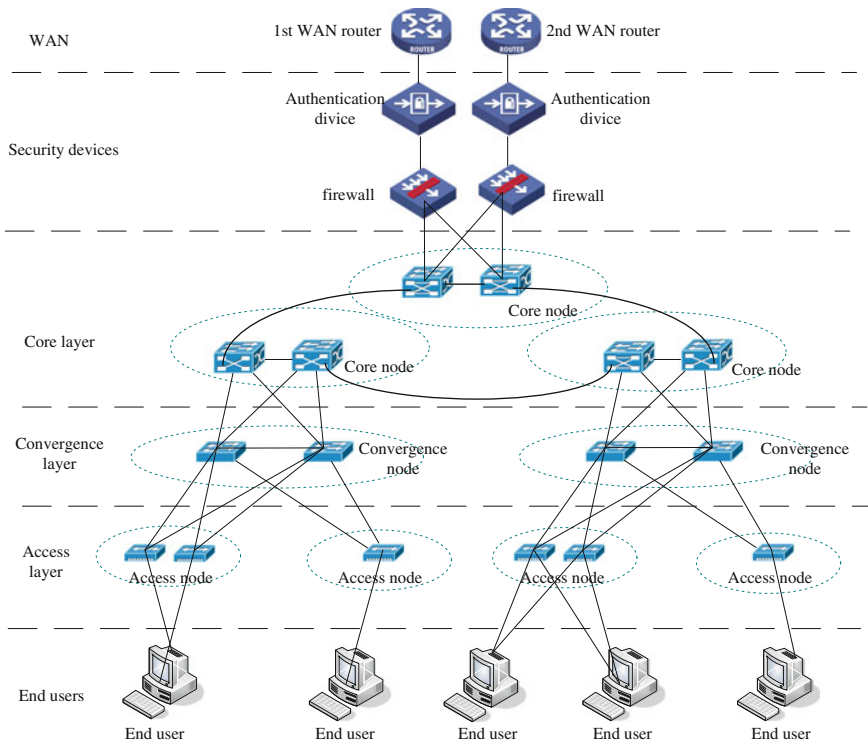 WAN
1st WAN router
2nd WAN router
ROUTER
ROUTER
Authentication
divice
Authentication
divice
Security devices
firewall
firewall
Core node
Core layer
Core node
Core node
Convergence
layer
Convergence
node
Convergence
node
Access
layer
Access node
Access node
Access node
Access node
End users
End user
End user
End user
End user
End user